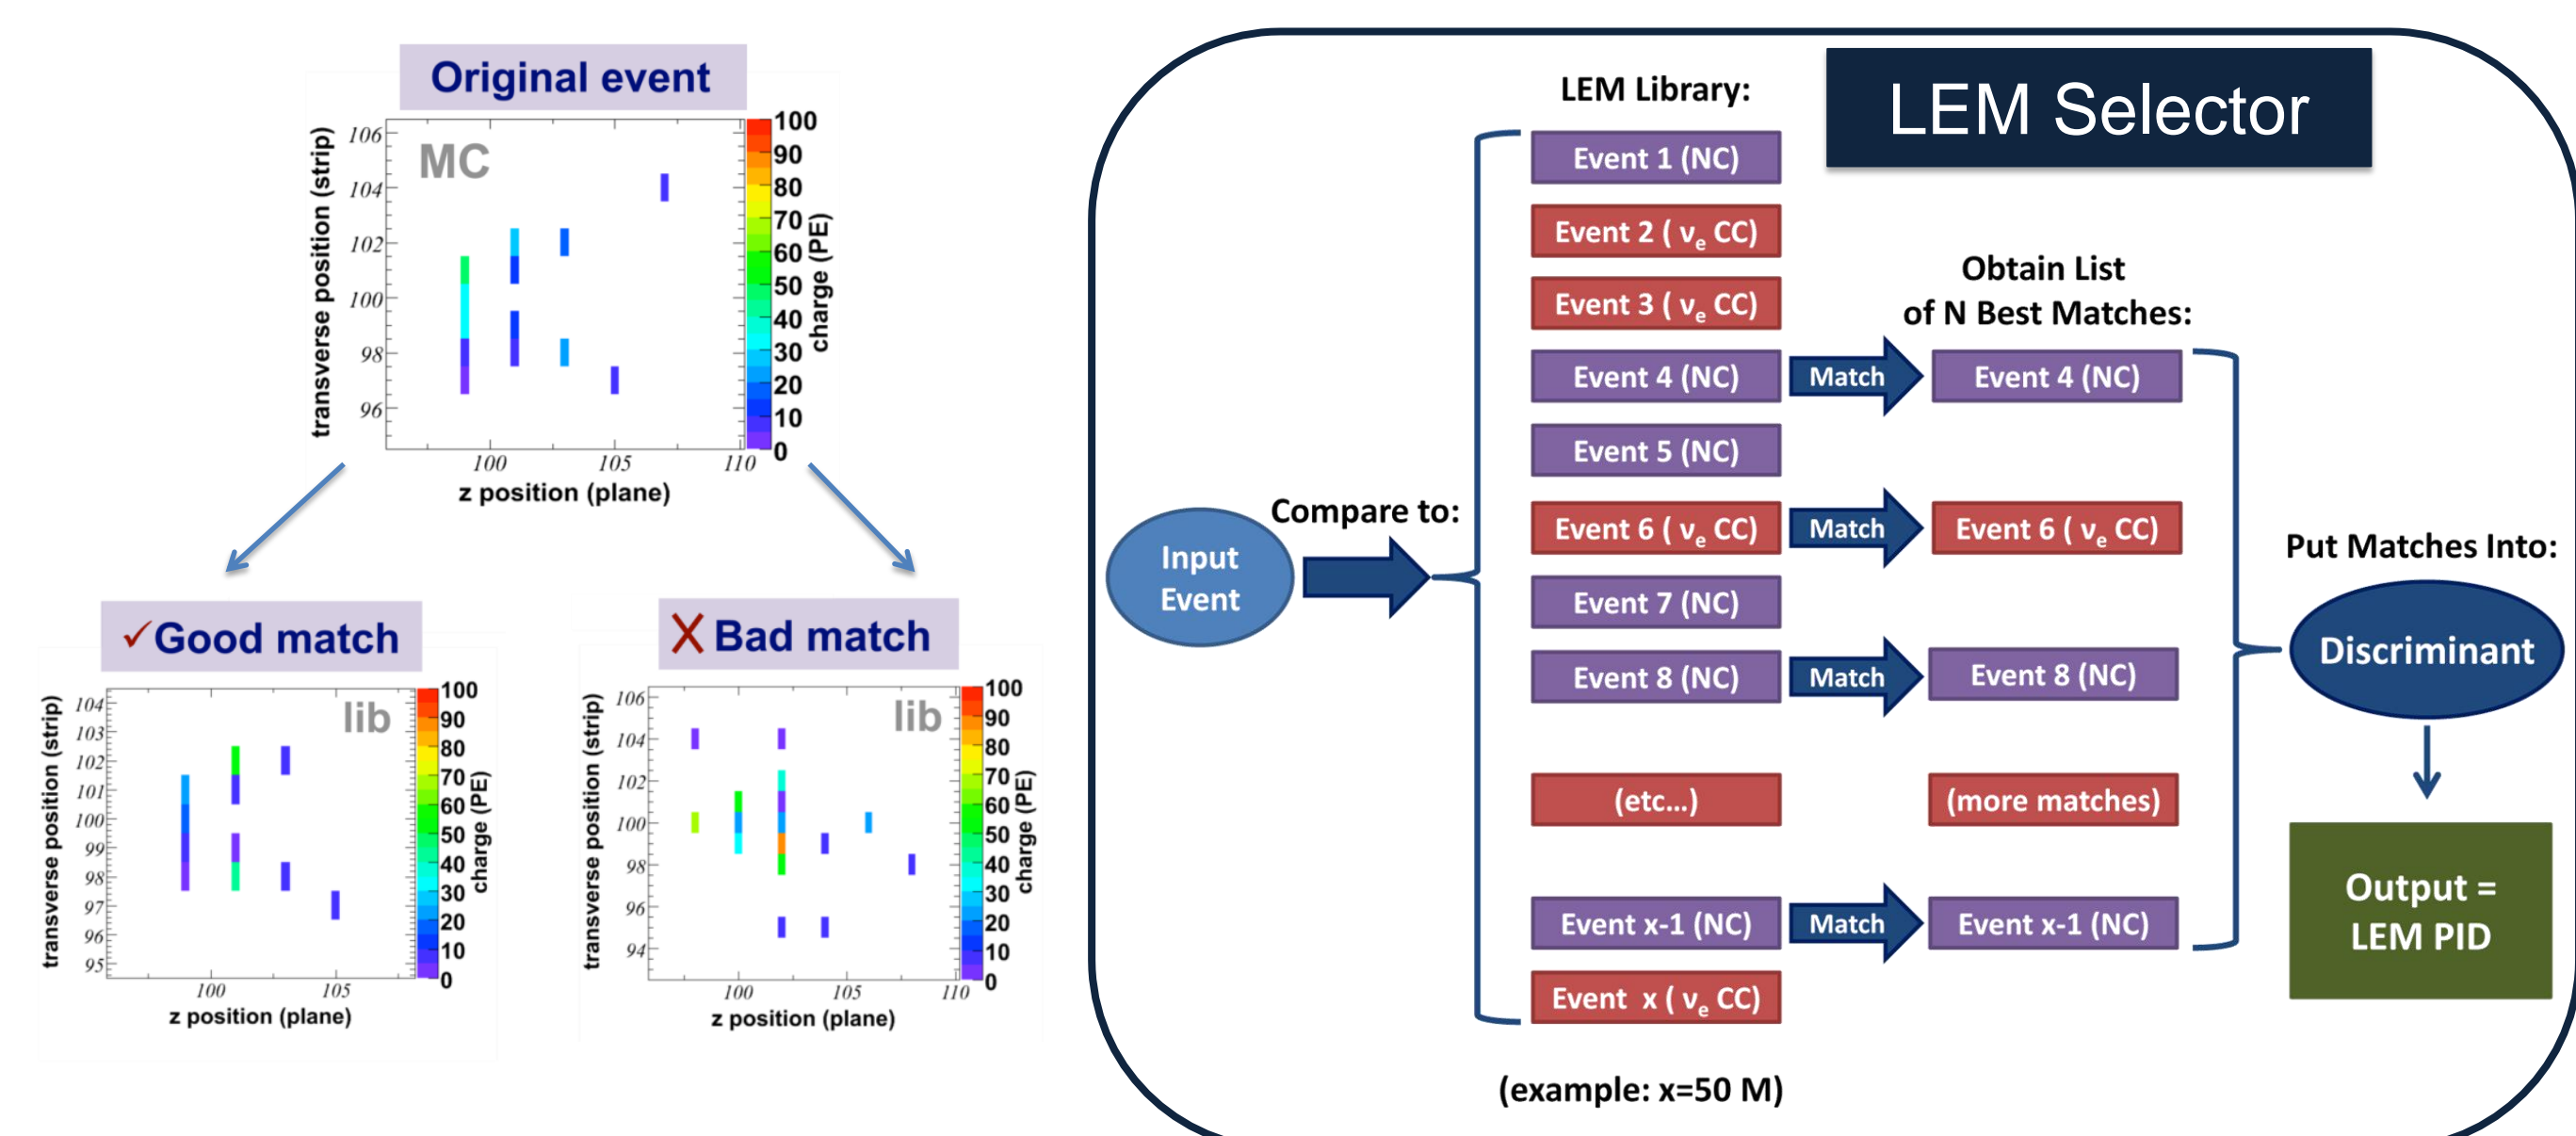 Original event
MC
transverse position (strip)
106
104
102
100
98
96
100 105 110
z position (plane)
100
90
80
70
60
50
40
30
20
10
0
charge (PE)
✓Good match
lib
transverse position (strip)
104
103
102
101
100
99
98
97
96
95
100 105
z position (plane)
100
90
80
70
60
50
40
30
20
10
0
charge (PE)
X Bad match
lib
transverse position (strip)
106
104
102
100
98
96
94
100 105 110
z position (plane)
100
90
80
70
60
50
40
30
20
10
0
charge (PE)
LEM Selector
Input
Event
Compare to:
LEM Library:
Event 1 (NC)
Event 2 ( νe CC)
Event 3 ( νe CC)
Event 4 (NC)
Event 5 (NC)
Event 6 ( νe CC)
Event 7 (NC)
Event 8 (NC)
(etc...)
Event x-1 (NC)
Event x ( νe CC)
(example: x=50 M)
Match
Match
Match
Match
Obtain List
of N Best Matches:
Event 4 (NC)
Event 6 ( νe CC)
Event 8 (NC)
(more matches)
Event x-1 (NC)
Put Matches Into:
Discriminant
Output =
LEM PID